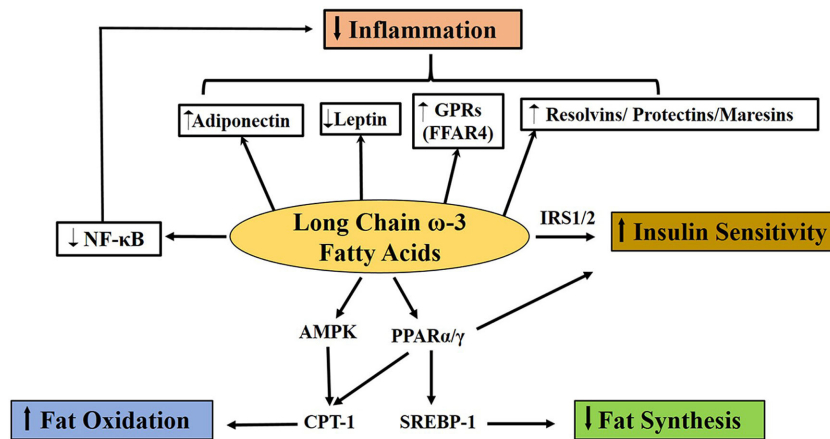 ↓ Inflammation
↑Adiponectin
↓Leptin
↑ GPRs
(FFAR4)
↑ Resolvins/ Protectins/Maresins
↓ NF-κB
Long Chain ω-3
Fatty Acids
IRS1/2
↑ Insulin Sensitivity
AMPK
PPARα/γ
↑ Fat Oxidation
CPT-1
SREBP-1
↓ Fat Synthesis